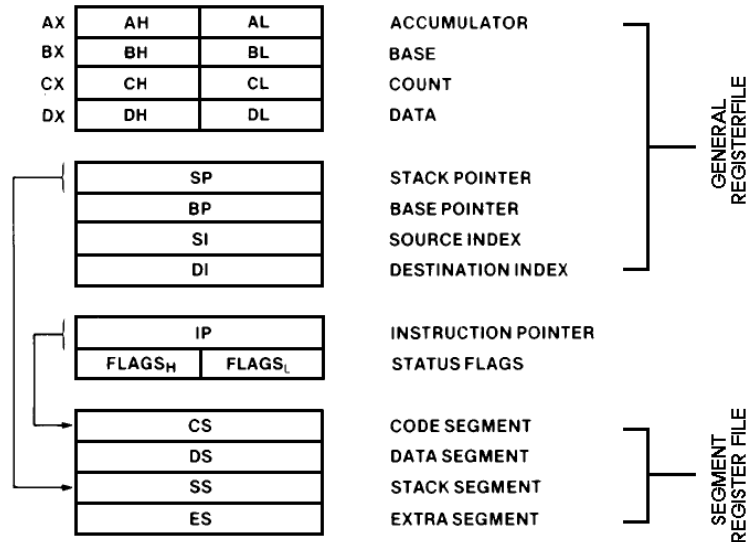 AX AH AL ACCUMULATOR
BX BH BL BASE
CX CH CL COUNT
DX DH DL DATA
SP STACK POINTER
BP BASE POINTER
SI SOURCE INDEX
DI DESTINATION INDEX
GENERAL
REGISTERFILE
IP INSTRUCTION POINTER
FLAGSH FLAGSL STATUS FLAGS
CS CODE SEGMENT
DS DATA SEGMENT
SS STACK SEGMENT
ES EXTRA SEGMENT
SEGMENT
REGISTER FILE